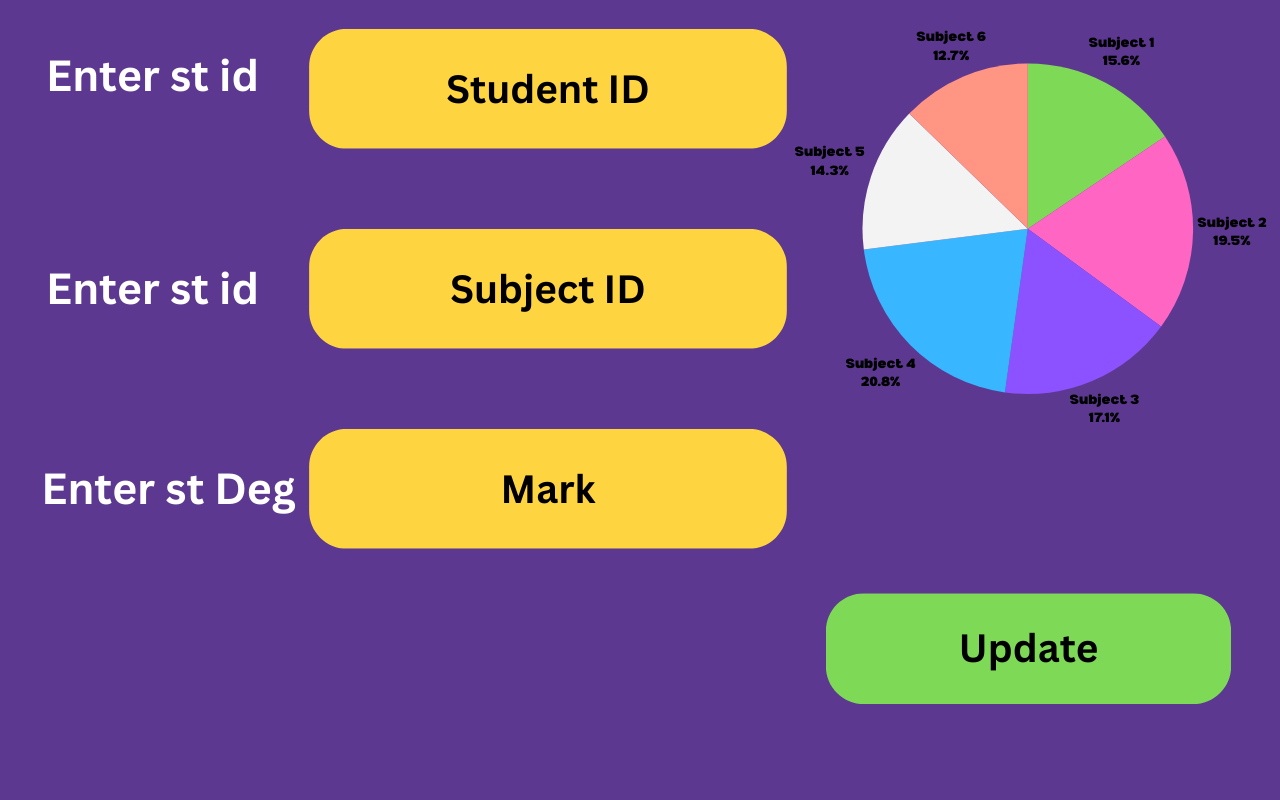 Enter st id
Student ID
Enter st id
Subject ID
Enter st Deg
Mark
Subject 6
12.7%
Subject 1
15.6%
Subject 5
14.3%
Subject 2
19.5%
Subject 4
20.8%
Subject 3
17.1%
Update